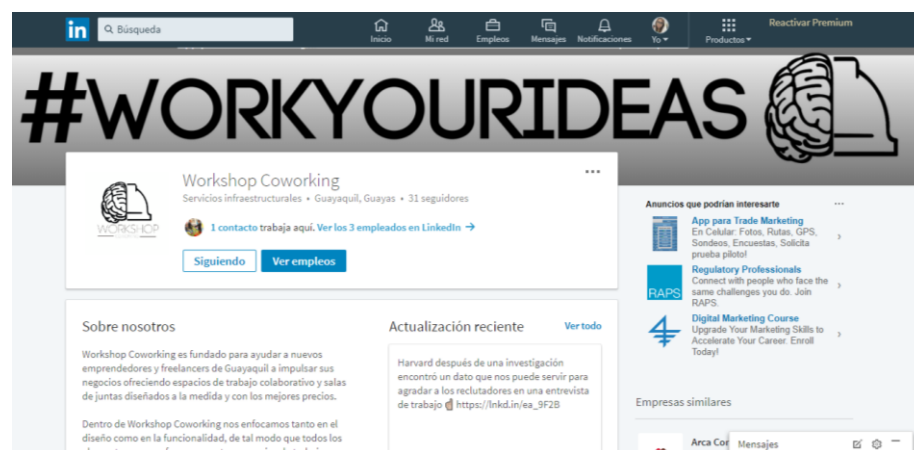 in
Búsqueda
Inicio
Mi red
Empleos
Mensajes
Notificaciones
Yo
Productos
Reactivar Premium
#WORKYOURIDEAS
WORKSHOP
Workshop Coworking
Servicios infraestructurales • Guayaquil, Guayas • 31 seguidores
1 contacto trabaja aquí. Ver los 3 empleados en LinkedIn →
Siguiendo
Ver empleos
Sobre nosotros
Workshop Coworking es fundado para ayudar a nuevos
emprendedores y freelancers de Guayaquil a impulsar sus
negocios ofreciendo espacios de trabajo colaborativo y salas
de juntas diseñados a la medida y con los mejores precios.
Dentro de Workshop Coworking nos enfocamos tanto en el
diseño como en la funcionalidad, de tal modo que todos los
Actualización reciente
Ver todo
Harvard después de una investigación
encontró un dato que nos puede servir para
agradar a los reclutadores en una entrevista
de trabajo https://lnkd.in/ea_9F2B
Anuncios que podrían interesarte
App para Trade Marketing
En Celular: Fotos, Rutas, GPS,
Sondeos, Encuestas, Solicita
prueba piloto!
RAPS
Regulatory Professionals
Connect with people who face the
same challenges you do. Join
RAPS.
Digital Marketing Course
Upgrade Your Marketing Skills to
Accelerate Your Career. Enroll
Today!
Empresas similares
Arca Cor
Mensajes